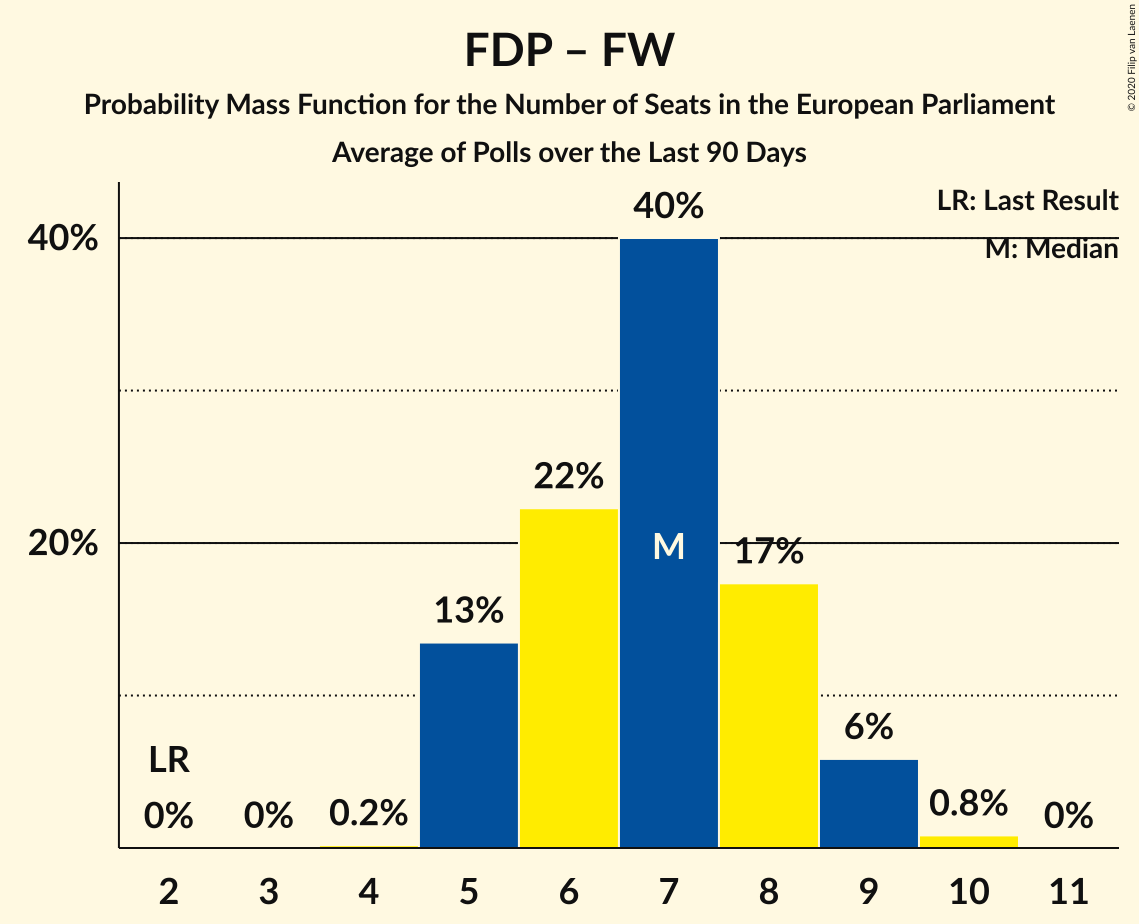 FDP – FW
Probability Mass Function for the Number of Seats in the European Parliament
Average of Polls over the Last 90 Days
© 2020 Filip van Laenen
LR: Last Result
M: Median
40%
20%
LR
0%
0%
0.2%
13%
22%
40%
M
17%
6%
0.8%
0%
2 3 4 5 6 7 8 9 10 11